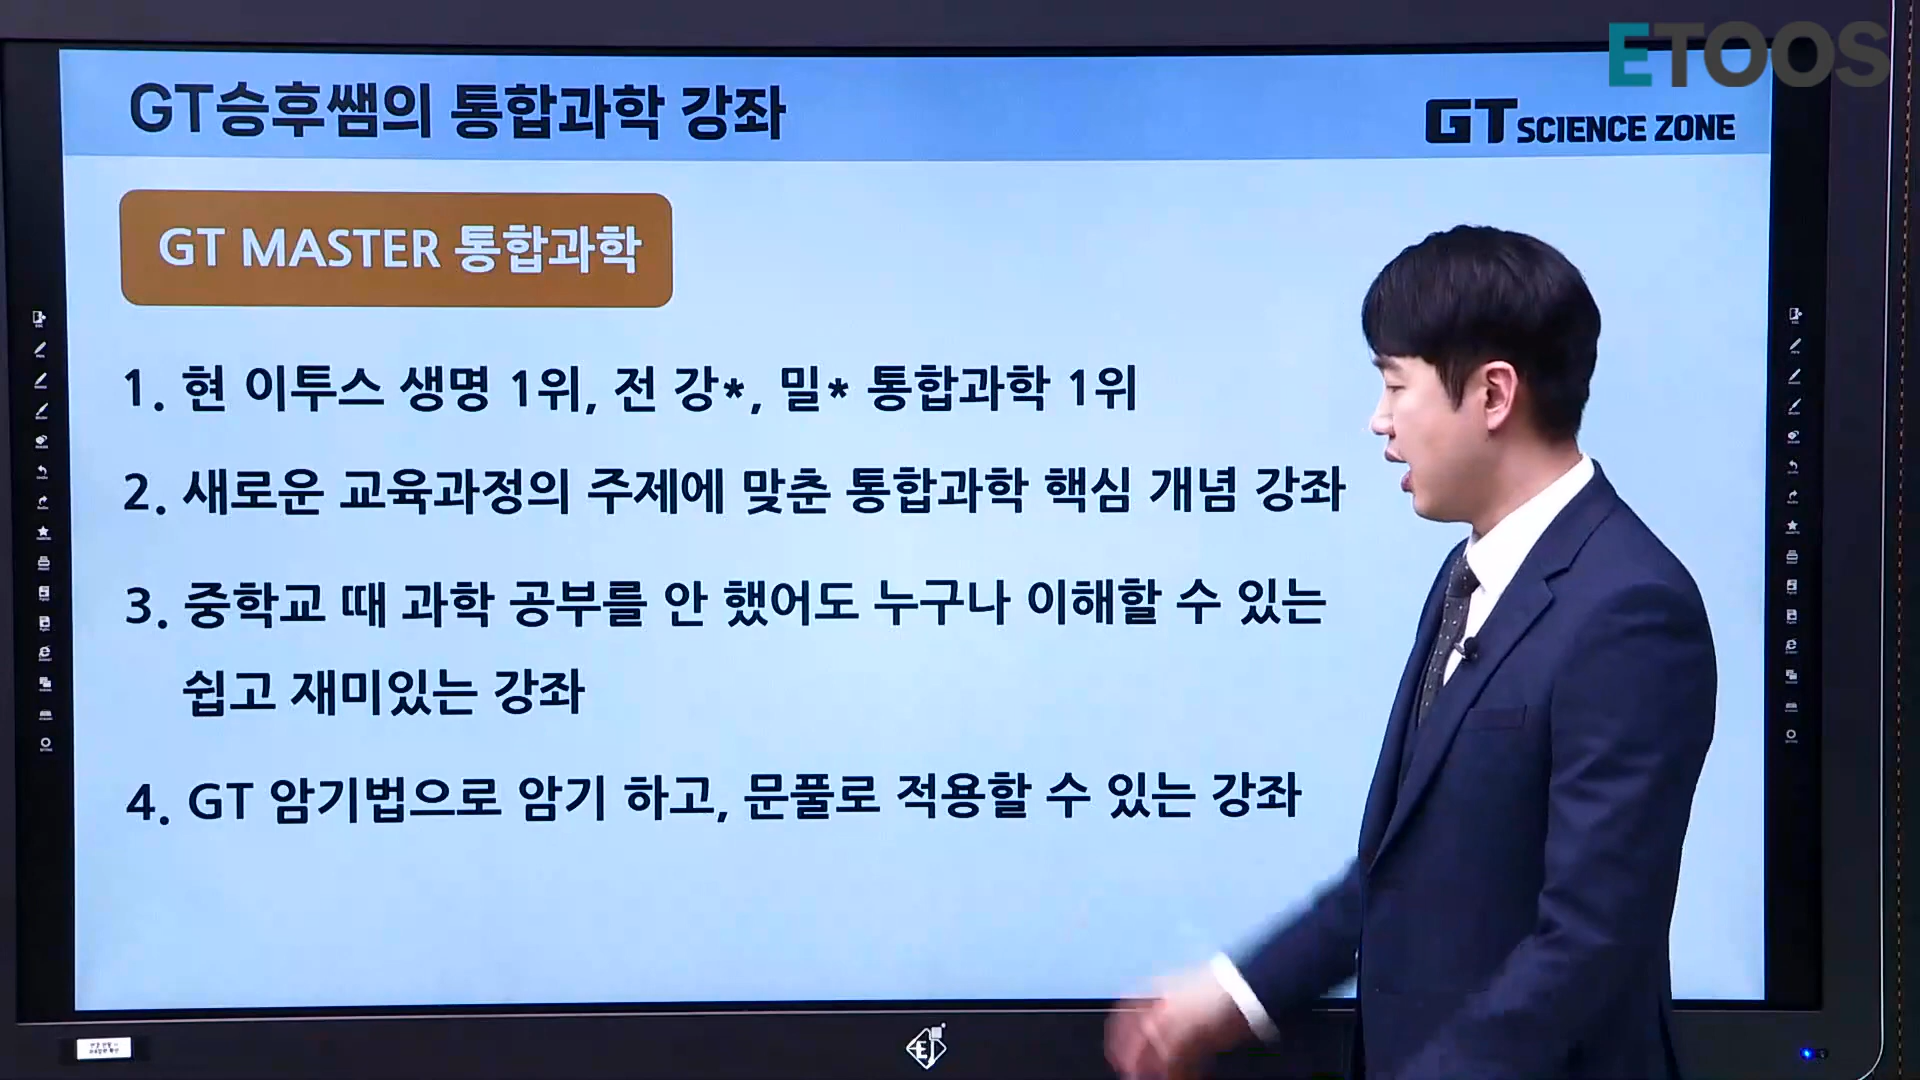 ETOOS
GT승후쌤의 통합과학 강좌
GT SCIENCE ZONE
GT MASTER 통합과학
1. 현 이투스 생명 1위, 전 강*, 밀* 통합과학 1위
2. 새로운 교육과정의 주제에 맞춘 통합과학 핵심 개념 강좌
3. 중학교 때 과학 공부를 안 했어도 누구나 이해할 수 있는
쉽고 재미있는 강좌
4. GT 암기법으로 암기 하고, 문풀로 적용할 수 있는 강좌